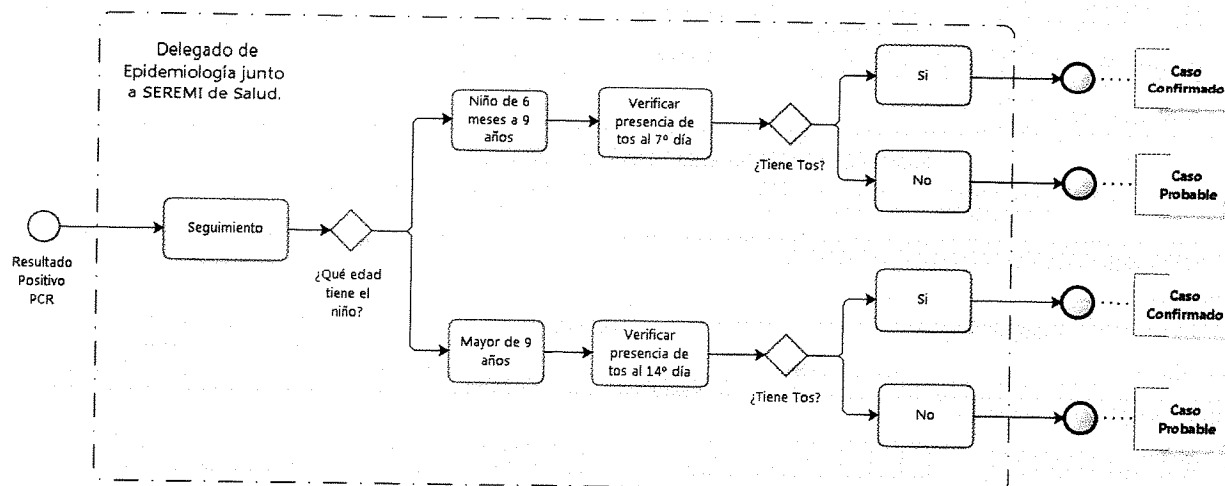 Delegado de
Epidemiología junto
a SEREMI de Salud.
Resultado
Positivo
PCR
Seguimiento
¿Qué edad
tiene el
niño?
Niño de 6
meses a 9
años
Verificar
presencia de
tos al 7º día
¿Tiene Tos?
Si
Caso
Confirmado
No
Caso
Probable
Mayor de 9
años
Verificar
presencia de
tos al 14º día
¿Tiene Tos?
Si
Caso
Confirmado
No
Caso
Probable